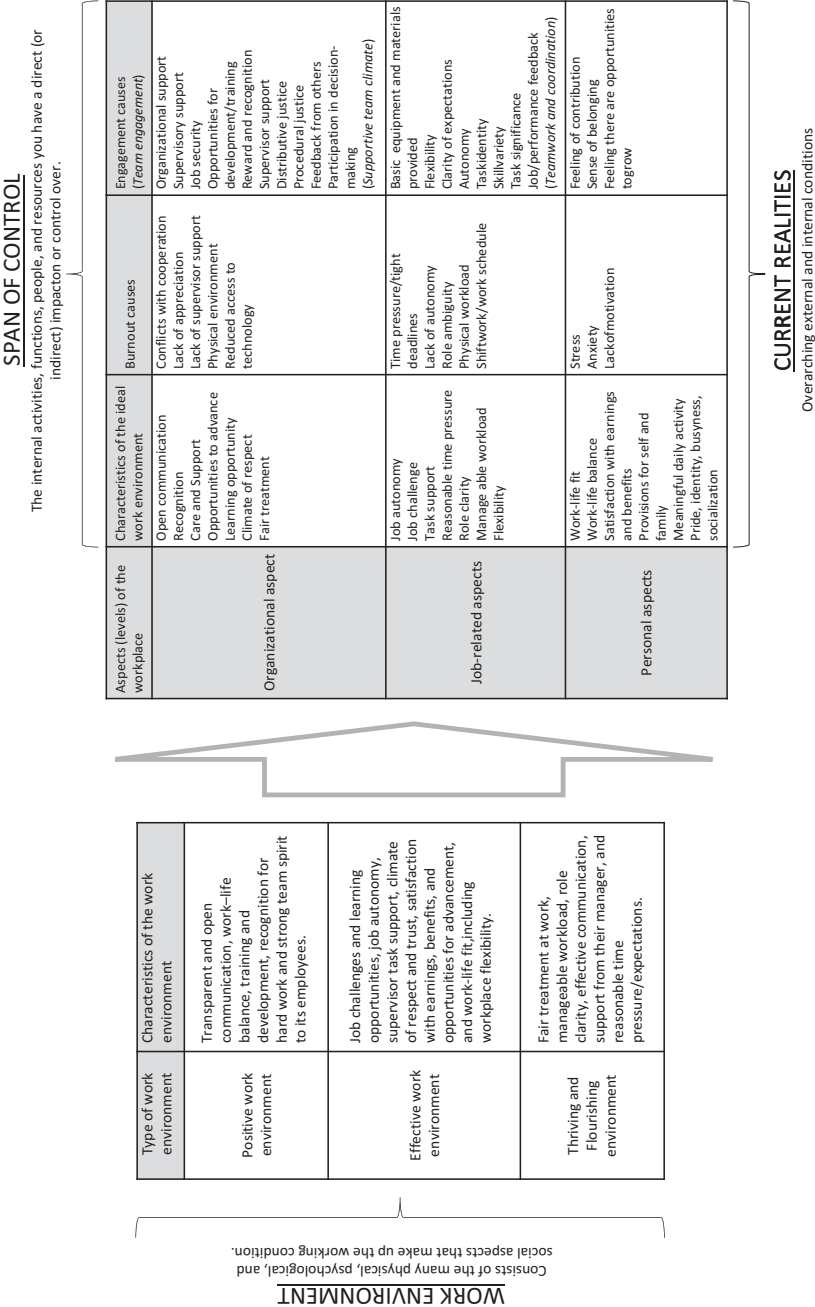 WORK ENVIRONMENT
Consists of the many physical, psychological, and
social aspects that make up the working condition.
Type of work
environment
Characteristics of the work
environment
Positive work
environment
Transparent and open
communication, work–life
balance, training and
development, recognition for
hard work and strong team spirit
to its employees.
Effective work
environment
Job challenges and learning
opportunities, job autonomy,
supervisor task support, climate
of respect and trust, satisfaction
with earnings, benefits, and
opportunities for advancement,
and work-life fit,including
workplace flexibility.
Thriving and
Flourishing
environment
Fair treatment at work,
manageable workload, role
clarity, effective communication,
support from their manager, and
reasonable time
pressure/expectations.
SPAN OF CONTROL
The internal activities, functions, people, and resources you have a direct (or
indirect) impacton or control over.
Aspects (levels) of the
workplace
Characteristics of the ideal
work environment
Burnout causes
Engagement causes
(Team engagement)
Organizational aspect
Open communication
Recognition
Care and Support
Opportunities to advance
Learning opportunity
Climate of respect
Fair treatment
Conflicts with cooperation
Lack of appreciation
Lack of supervisor support
Physical environment
Reduced access to
technology
Organizational support
Supervisory support
Job security
Opportunities for
development/training
Reward and recognition
Supervisor support
Distributive justice
Procedural justice
Feedback from others
Participation in decision-
making
(Supportive team climate)
Job-related aspects
Job autonomy
Job challenge
Task support
Reasonable time pressure
Role clarity
Manage able workload
Flexibility
Time pressure/tight
deadlines
Lack of autonomy
Role ambiguity
Physical workload
Shiftwork/work schedule
Basic equipment and materials
provided
Flexibility
Clarity of expectations
Autonomy
Taskidentity
Skillvariety
Task significance
Job/performance feedback
(Teamwork and coordination)
Personal aspects
Work-life fit
Work-life balance
Satisfaction with earnings
and benefits
Provisions for self and
family
Meaningful daily activity
Pride, identity, busyness,
socialization
Stress
Anxiety
Lackofmotivation
Feeling of contribution
Sense of belonging
Feeling there are opportunities
togrow
CURRENT REALITIES
Overarching external and internal conditions